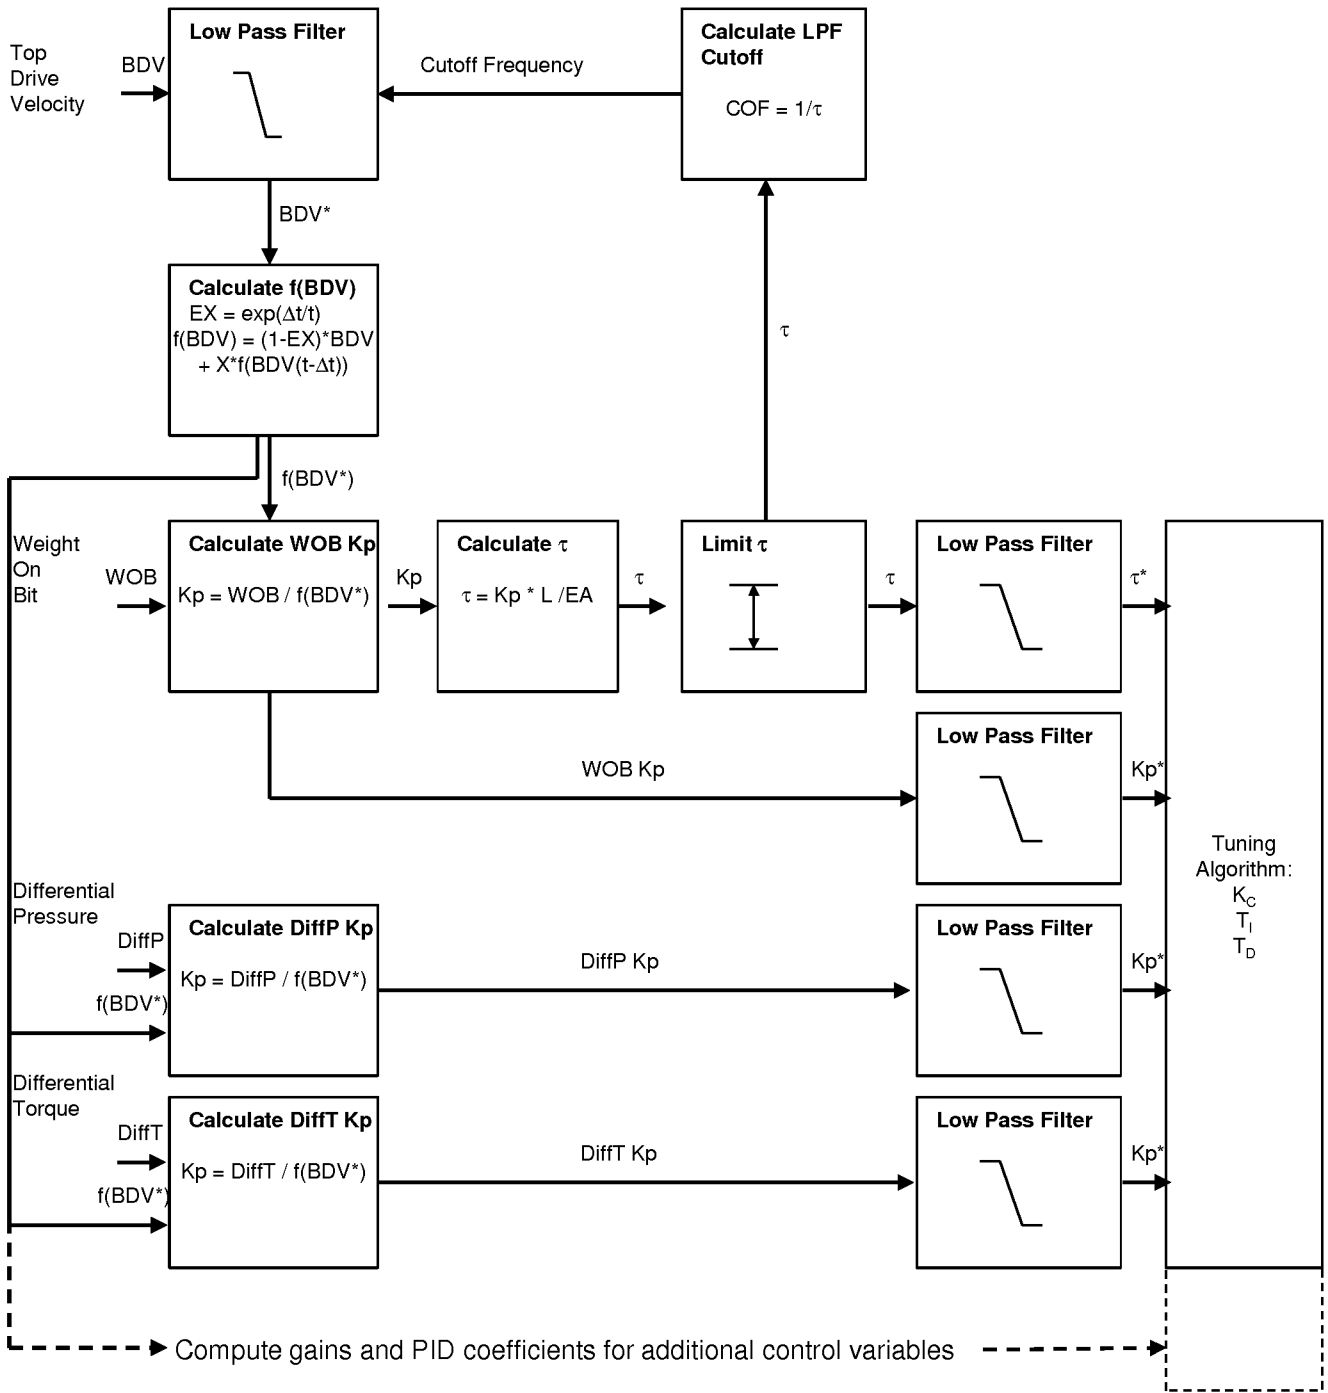 Low Pass Filter
Calculate LPF
Cutoff
Top
Drive
Velocity
BDV
Cutoff Frequency
COF = 1/τ
BDV*
Calculate f(BDV)
EX = exp(Δt/t)
f(BDV) = (1-EX)*BDV
+ X*f(BDV(t-Δt))
τ
f(BDV*)
Weight
On
Bit
WOB
Calculate WOB Kp
Kp = WOB / f(BDV*)
Kp
Calculate τ
τ = Kp * L /EA
τ
Limit τ
τ
Low Pass Filter
τ*
WOB Kp
Low Pass Filter
Kp*
Tuning
Algorithm:
K_C
T_I
T_D
Differential
Pressure
DiffP
f(BDV*)
Calculate DiffP Kp
Kp = DiffP / f(BDV*)
DiffP Kp
Low Pass Filter
Kp*
Differential
Torque
DiffT
f(BDV*)
Calculate DiffT Kp
Kp = DiffT / f(BDV*)
DiffT Kp
Low Pass Filter
Kp*
Compute gains and PID coefficients for additional control variables